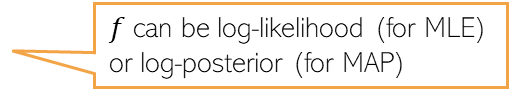 f can be log-likelihood (for MLE)
or log-posterior (for MAP)